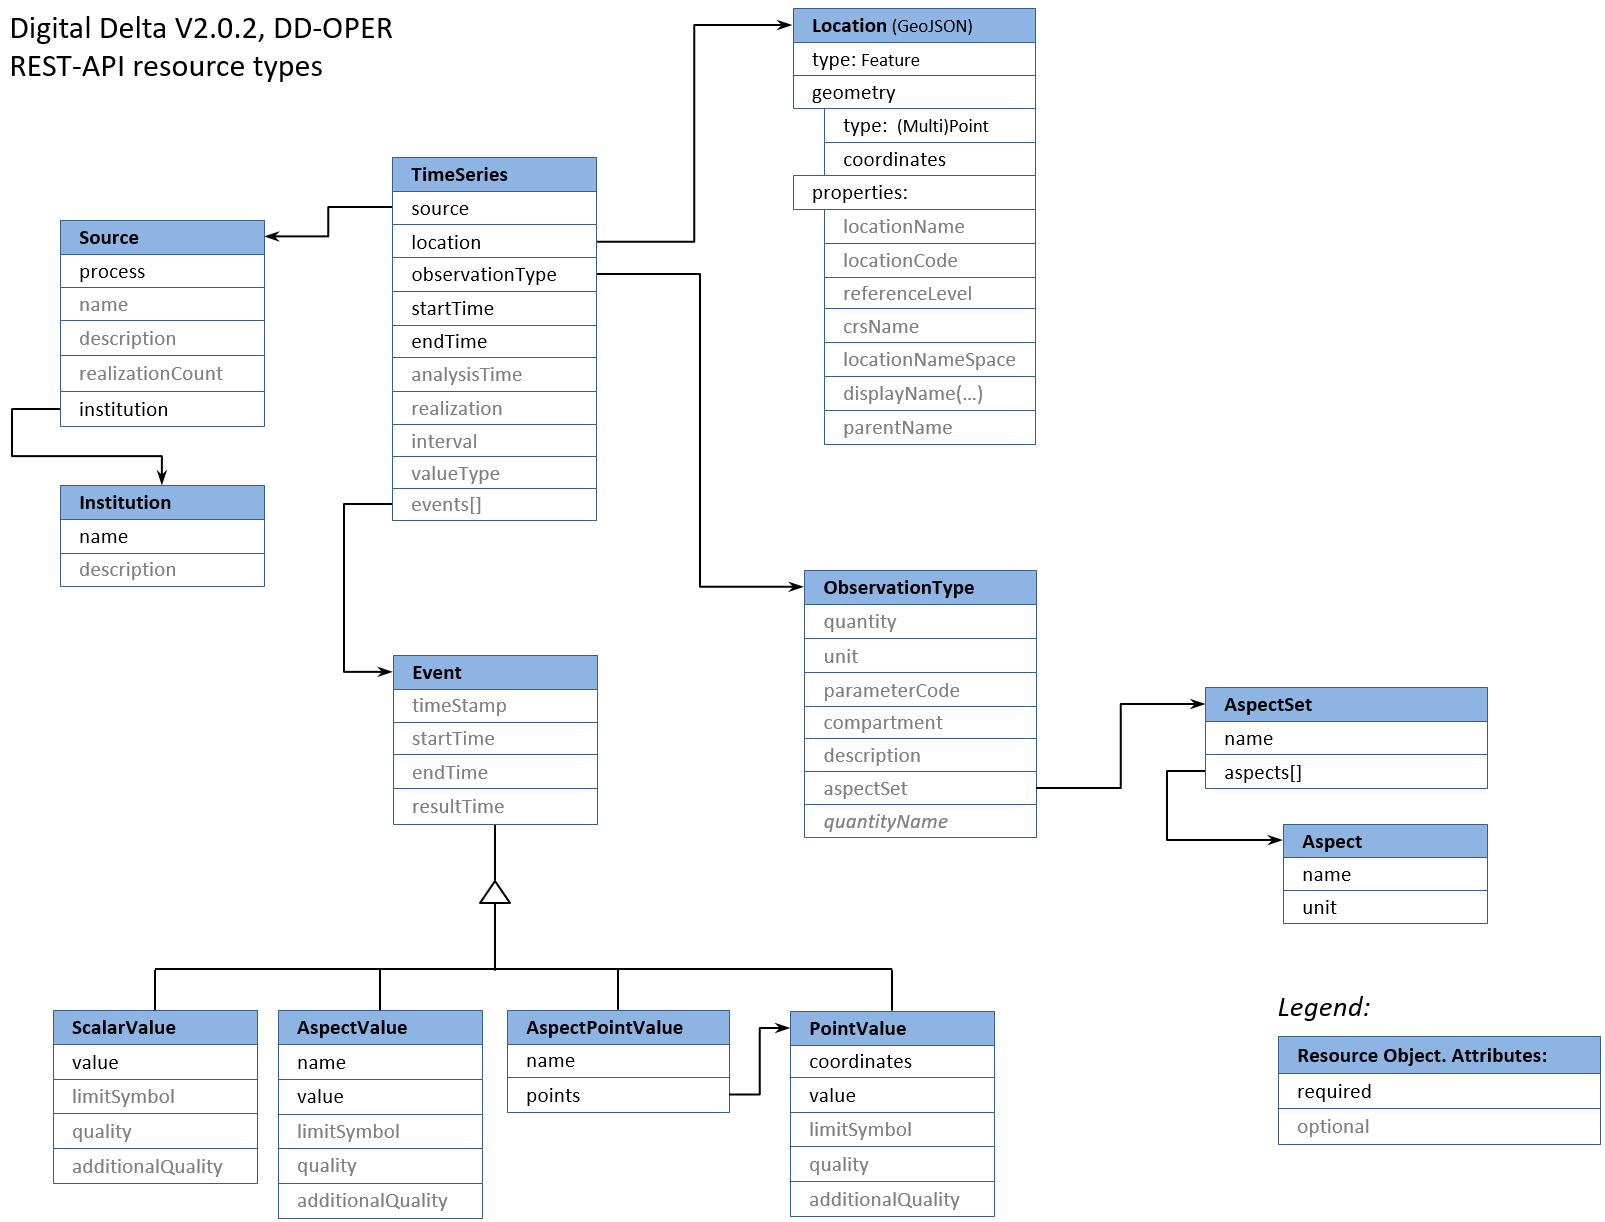 Digital Delta V2.0.2, DD-OPER
REST-API resource types
Location (GeoJSON)
type: Feature
geometry
type: (Multi)Point
coordinates
properties:
locationName
locationCode
referenceLevel
crsName
locationNameSpace
displayName(...)
parentName
TimeSeries
source
location
observationType
startTime
endTime
analysisTime
realization
interval
valueType
events[]
Source
process
name
description
realizationCount
institution
Institution
name
description
Event
timeStamp
startTime
endTime
resultTime
ObservationType
quantity
unit
parameterCode
compartment
description
aspectSet
quantityName
AspectSet
name
aspects[]
Aspect
name
unit
ScalarValue
value
limitSymbol
quality
additionalQuality
AspectValue
name
value
limitSymbol
quality
additionalQuality
AspectPointValue
name
points
PointValue
coordinates
value
limitSymbol
quality
additionalQuality
Legend:
Resource Object. Attributes:
required
optional